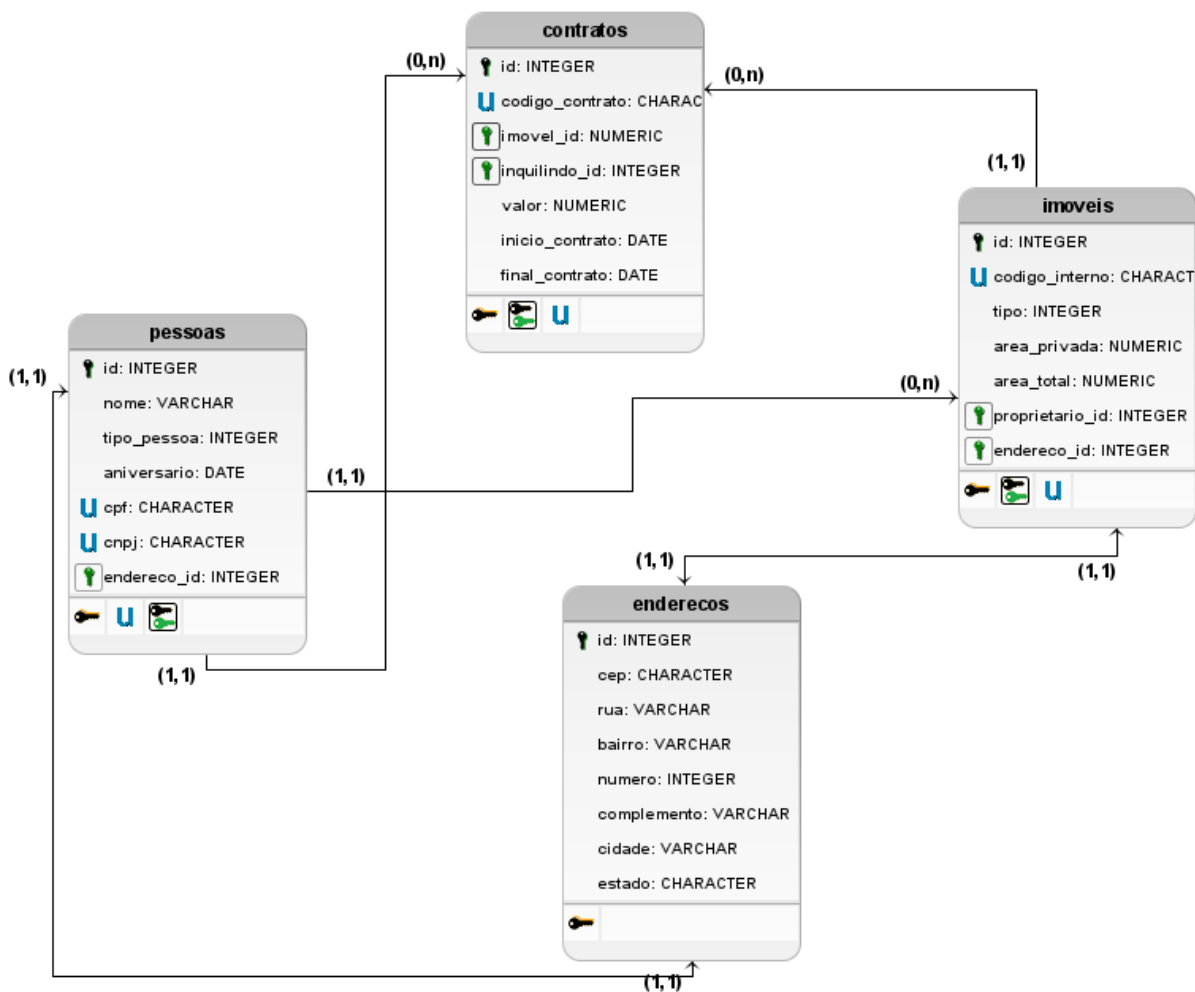 contratos
id: INTEGER
codigo_contrato: CHARAC
imovel_id: NUMERIC
inquilindo_id: INTEGER
valor: NUMERIC
inicio_contrato: DATE
final_contrato: DATE
U
(0,n)
(0,n)
(1,1)
imoveis
id: INTEGER
codigo_interno: CHARACT
tipo: INTEGER
area_privada: NUMERIC
area_total: NUMERIC
proprietario_id: INTEGER
endereco_id: INTEGER
U
pessoas
id: INTEGER
nome: VARCHAR
tipo_pessoa: INTEGER
aniversario: DATE
U cpf: CHARACTER
U cnpj: CHARACTER
endereco_id: INTEGER
U
(1,1)
(1,1)
(0,n)
(1,1)
(1,1)
(1,1)
enderecos
id: INTEGER
cep: CHARACTER
rua: VARCHAR
bairro: VARCHAR
numero: INTEGER
complemento: VARCHAR
cidade: VARCHAR
estado: CHARACTER
(1,1)